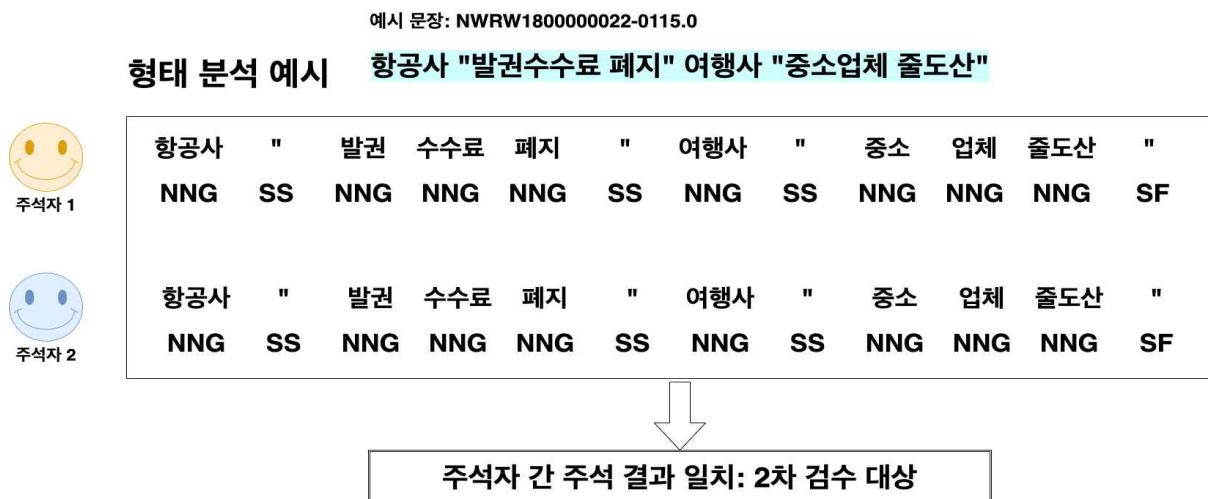 예시 문장: NWRW1800000022-0115.0
형태 분석 예시 항공사 "발권수수료 폐지" 여행사 "중소업체 줄도산"
항공사 " 발권 수수료 폐지 " 여행사 " 중소 업체 줄도산 "
NNG SS NNG NNG NNG SS NNG SS NNG NNG NNG SF
주석자 1
항공사 " 발권 수수료 폐지 " 여행사 " 중소 업체 줄도산 "
NNG SS NNG NNG NNG SS NNG SS NNG NNG NNG SF
주석자 2
주석자 간 주석 결과 일치: 2차 검수 대상